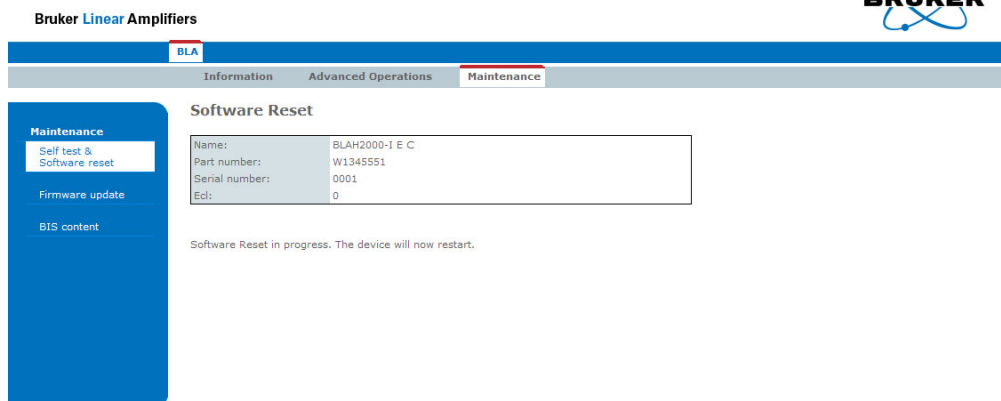 Bruker Linear Amplifiers
BRUKER
BLA
Information Advanced Operations Maintenance
Maintenance
Self test &
Software reset
Firmware update
BIS content
Software Reset
Name: BLAH2000-I E C
Part number: W1345551
Serial number: 0001
Ecl: 0
Software Reset in progress. The device will now restart.